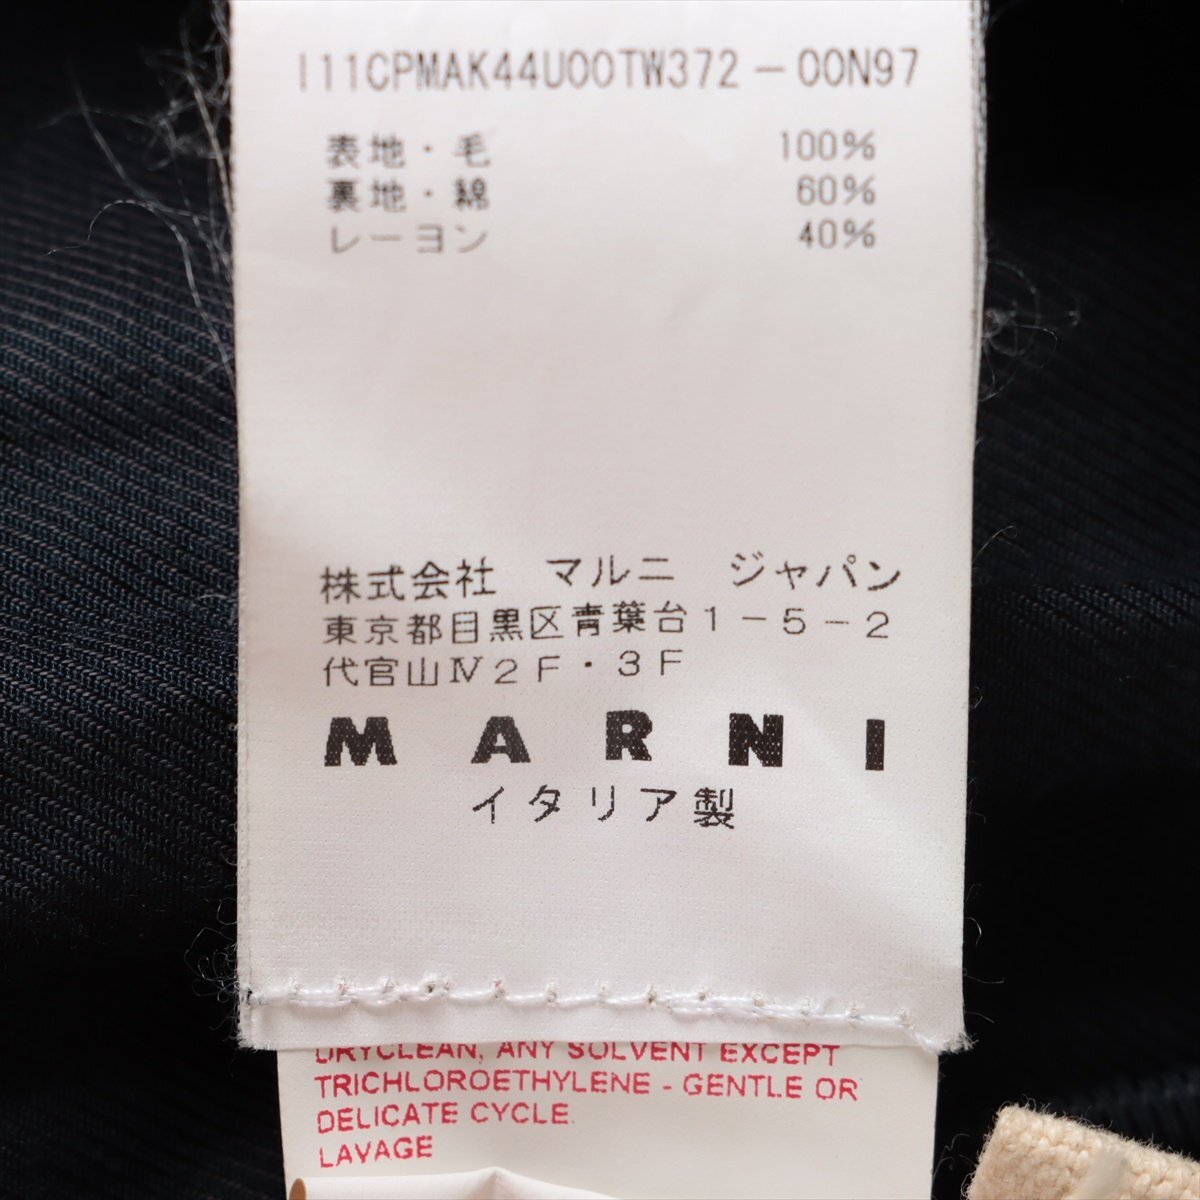 I11CPMAK44U00TW372-00N97
表地・毛 100%
裏地・綿 60%
レーヨン 40%
株式会社 マルニ ジャパン
東京都目黒区青葉台1-5-2
代官山Ⅳ2F・3F
MARNI
イタリア製
DRYCLEAN, ANY SOLVENT EXCEPT
TRICHLOROETHYLENE - GENTLE OR
DELICATE CYCLE.
LAVAGE